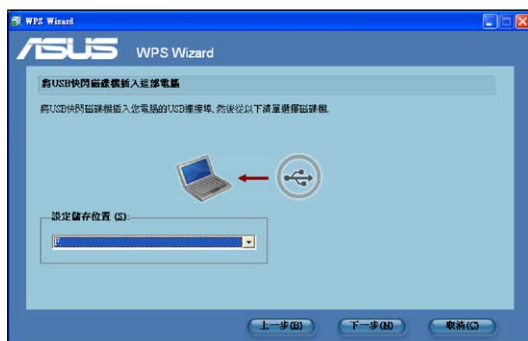 WPS Wizard
ASUS WPS Wizard
將USB快閃磁碟機插入這部電腦
將USB快閃磁碟機插入您電腦的USB連接埠,然後從以下清單選擇磁碟機.
設定儲存位置 (S):
上一步(B) 下一步(N) 取消(C)